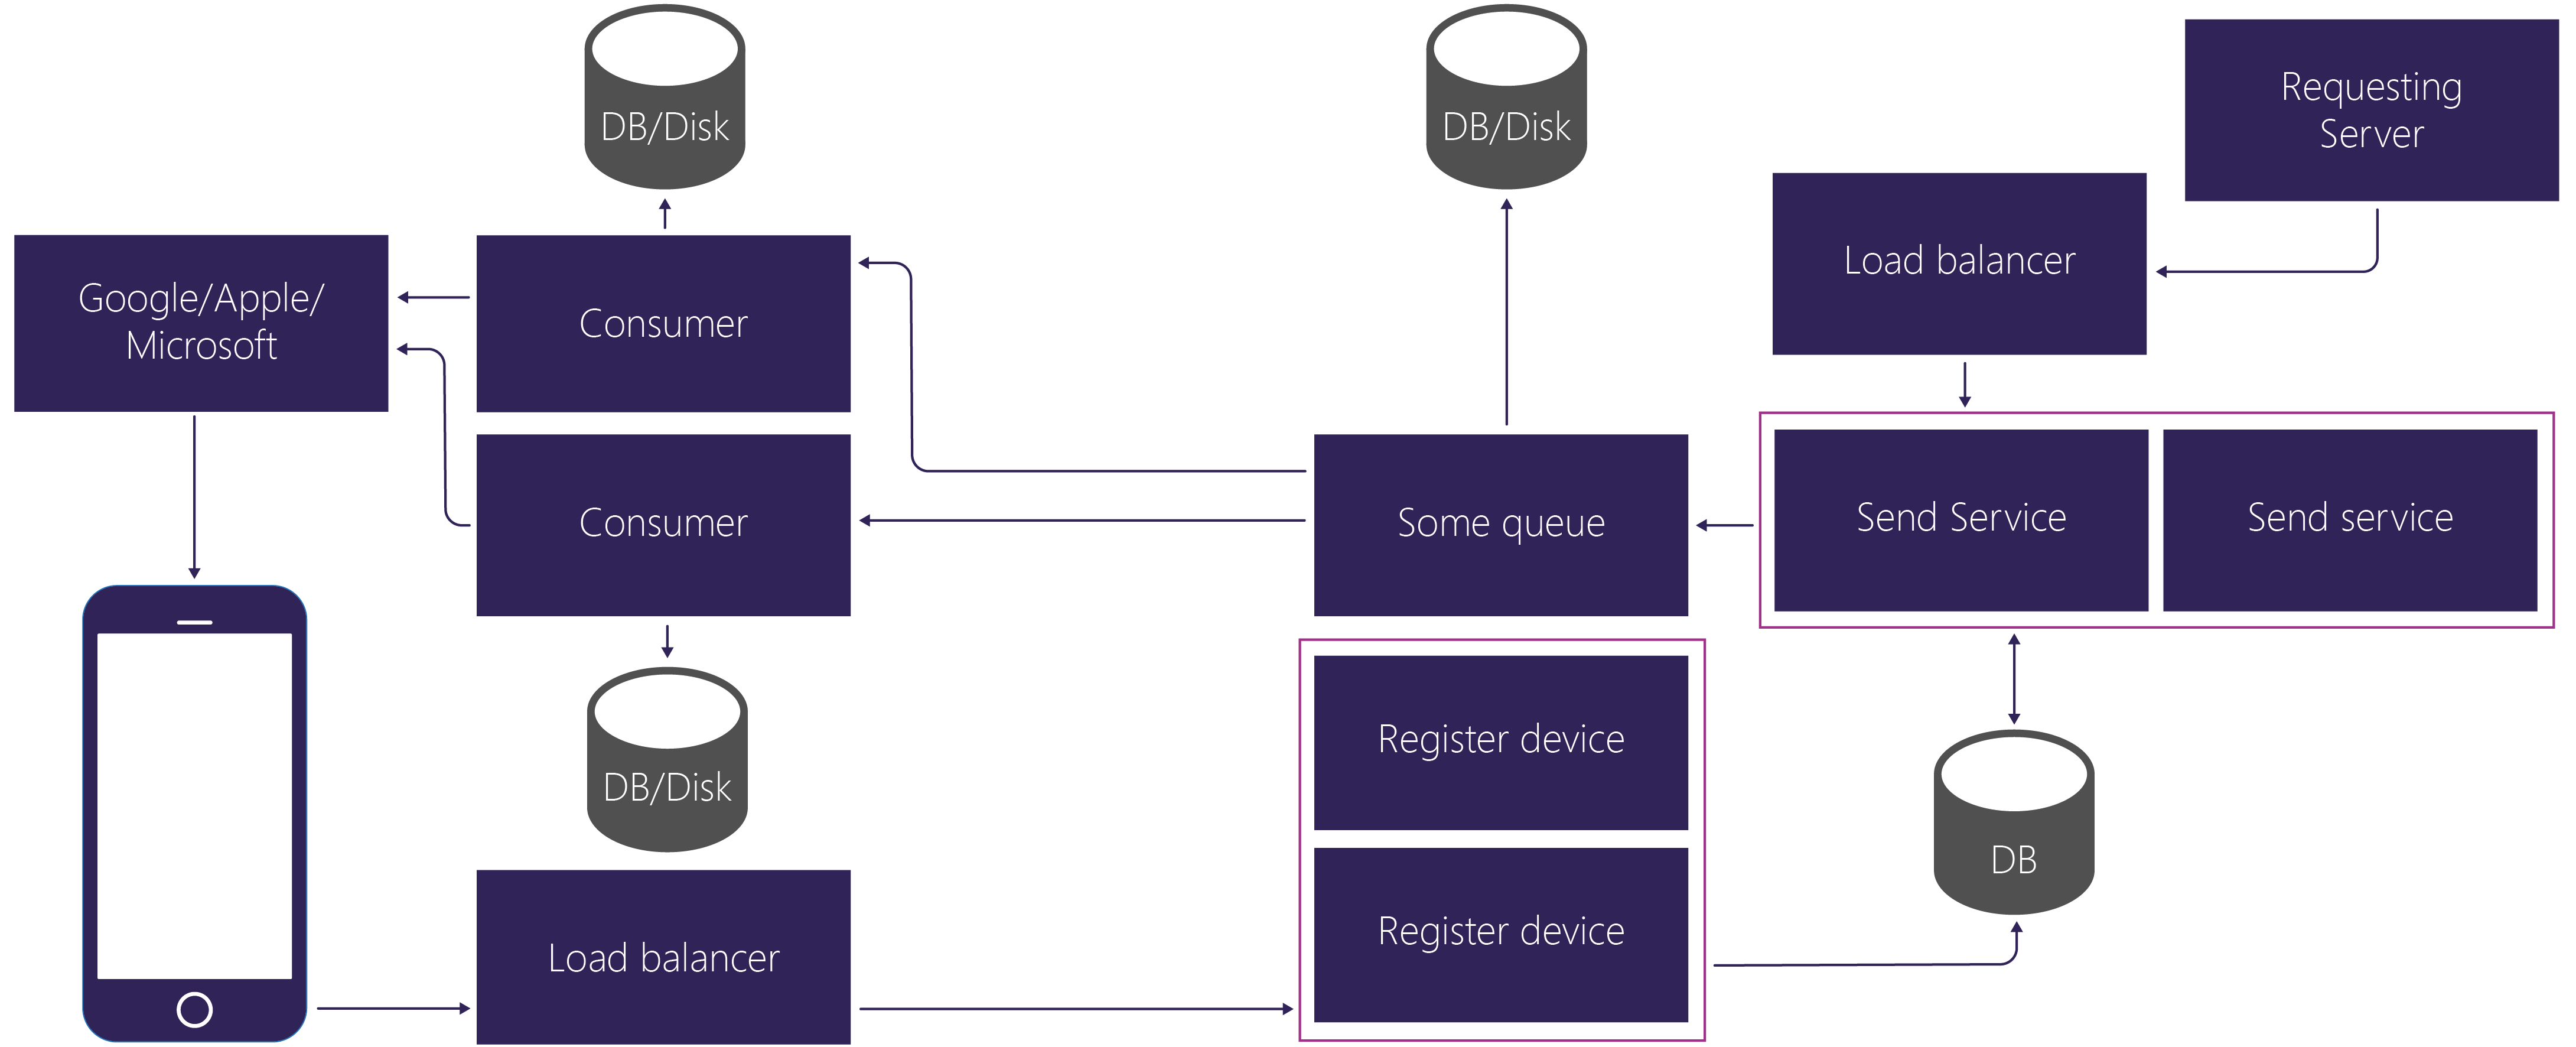 DB/Disk
DB/Disk
Requesting
Server
Load balancer
Google/Apple/
Microsoft
Consumer
Consumer
Some queue
Send Service
Send service
Register device
DB/Disk
DB
Register device
Load balancer